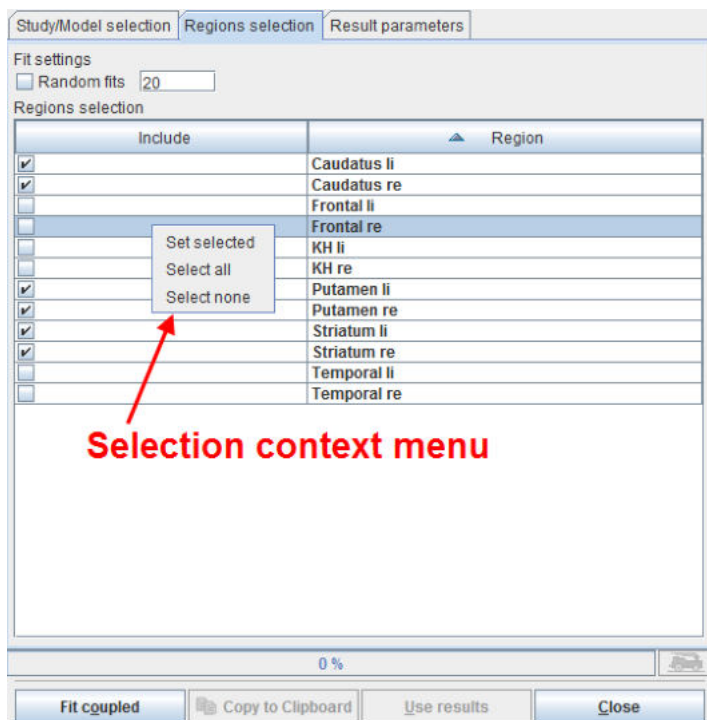 Study/Model selection Regions selection Result parameters
Fit settings
Random fits 20
Regions selection
Include Region
Caudatus li
Caudatus re
Frontal li
Frontal re
Set selected
KH li
Select all
KH re
Select none
Putamen li
Putamen re
Striatum li
Striatum re
Temporal li
Temporal re
Selection context menu
0 %
Fit coupled Copy to Clipboard Use results Close